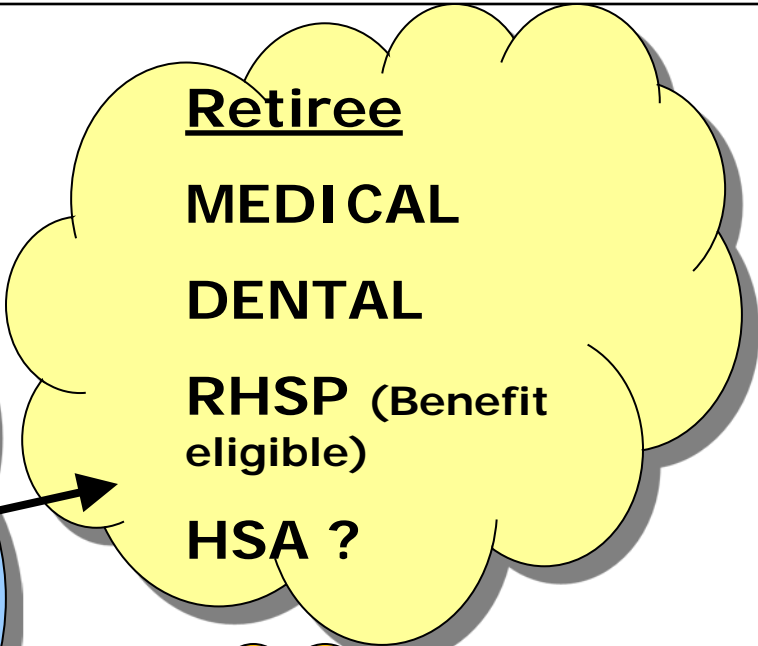 Retiree
MEDICAL
DENTAL
RHSP (Benefit
eligible)
HSA ?